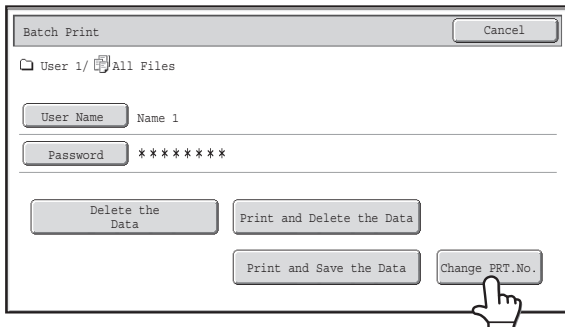 Batch Print
Cancel
User 1/ All Files
User Name
Name 1
Password
********
Delete the
Data
Print and Delete the Data
Print and Save the Data
Change PRT.No.